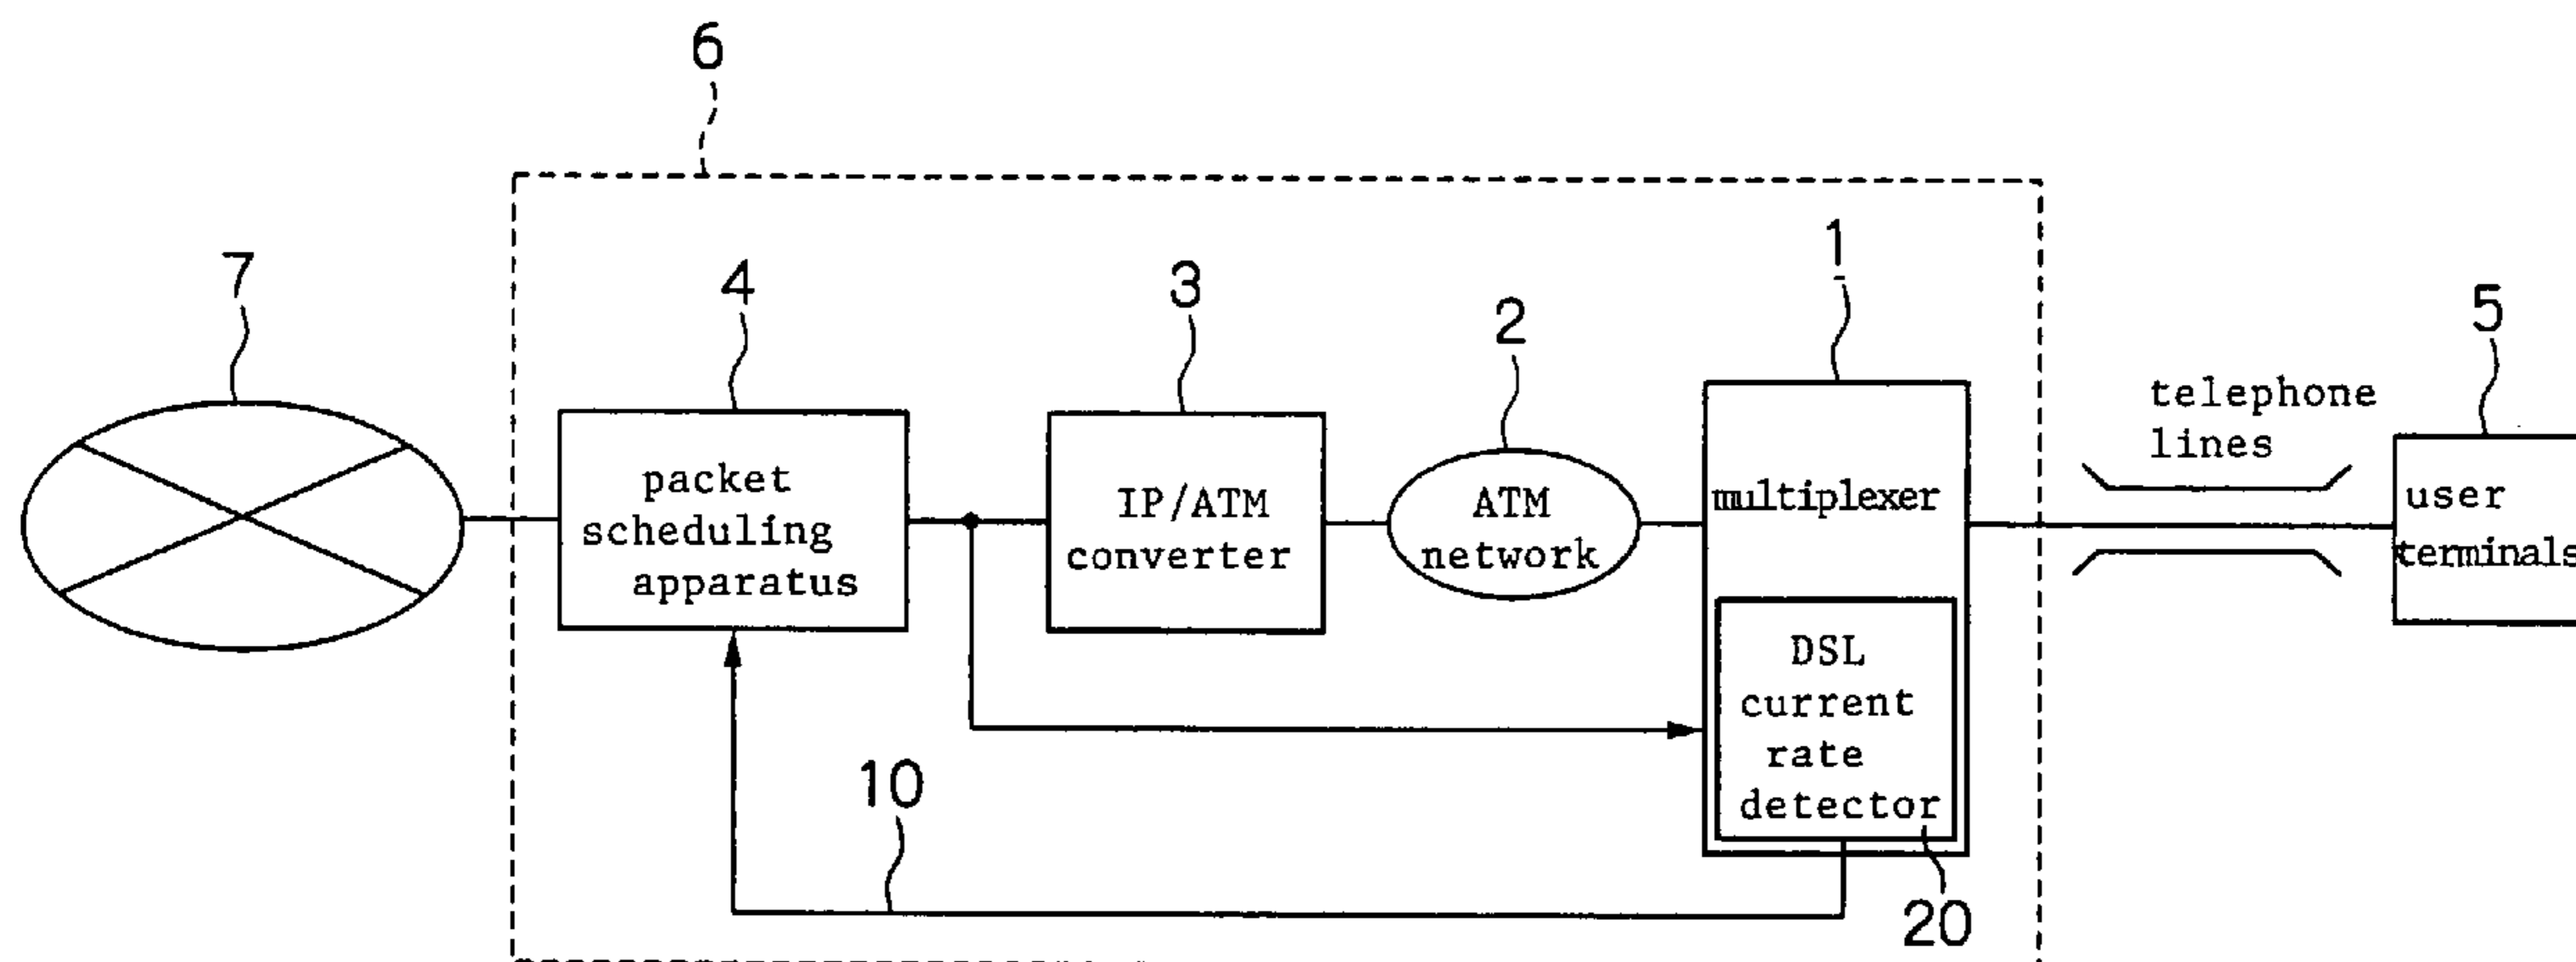 6
7
4
3
2
1
5
telephone
lines
packet
scheduling
apparatus
IP/ATM
converter
ATM
network
multiplexer
user
terminals
DSL
current
rate
detector
10
20